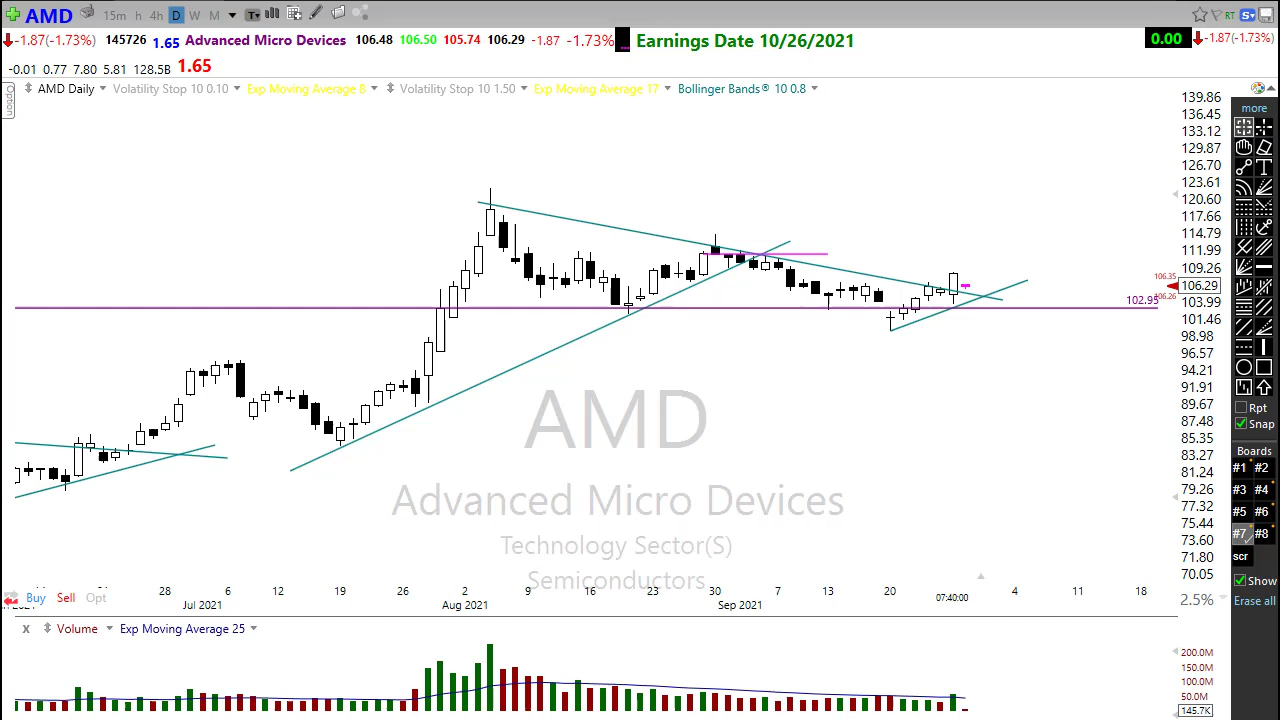 AMD 15m h 4h D W M T RT S
-1.87(-1.73%) 145726 1.65 Advanced Micro Devices 106.48 106.50 105.74 106.29 -1.87 -1.73% Earnings Date 10/26/2021 0.00 -1.87(-1.73%)
-0.01 0.77 7.80 5.81 128.5B 1.65
Option
AMD Daily Volatility Stop 10 0.10 Exp Moving Average 8 Volatility Stop 10 1.50 Exp Moving Average 17 Bollinger Bands® 10 0.8
139.86
136.45
133.12
129.87
126.70
123.61
120.60
117.66
114.79
111.99
109.26
106.35
106.29
106.26
102.95
103.99
101.46
98.98
96.57
94.21
91.91
89.67
87.48
85.35
83.27
81.24
79.26
77.32
75.44
73.60
71.80
70.05
2.5%
AMD
Advanced Micro Devices
Technology Sector(S)
Semiconductors
28 6 12 19 26 2 9 16 23 30 7 13 20 07:40:00 4 11 18
Jul 2021 Aug 2021 Sep 2021
Buy Sell Opt
X Volume Exp Moving Average 25
200.0M
150.0M
100.0M
50.0M
145.7K
more
T
Rpt
Snap
Boards
#1 #2
#3 #4
#5 #6
#7 #8
scr
Show
Erase all